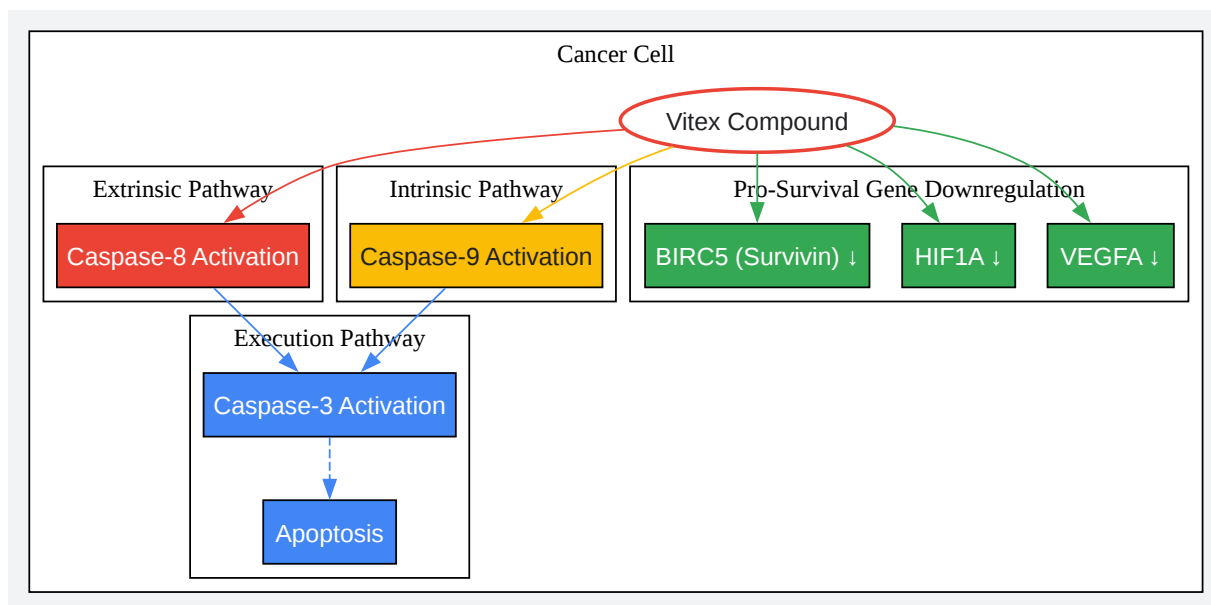 Cancer Cell
Vitex Compound
Extrinsic Pathway
Intrinsic Pathway
Pro-Survival Gene Downregulation
Caspase-8 Activation
Caspase-9 Activation
BIRC5 (Survivin) ↓
HIF1A ↓
VEGFA ↓
Execution Pathway
Caspase-3 Activation
Apoptosis